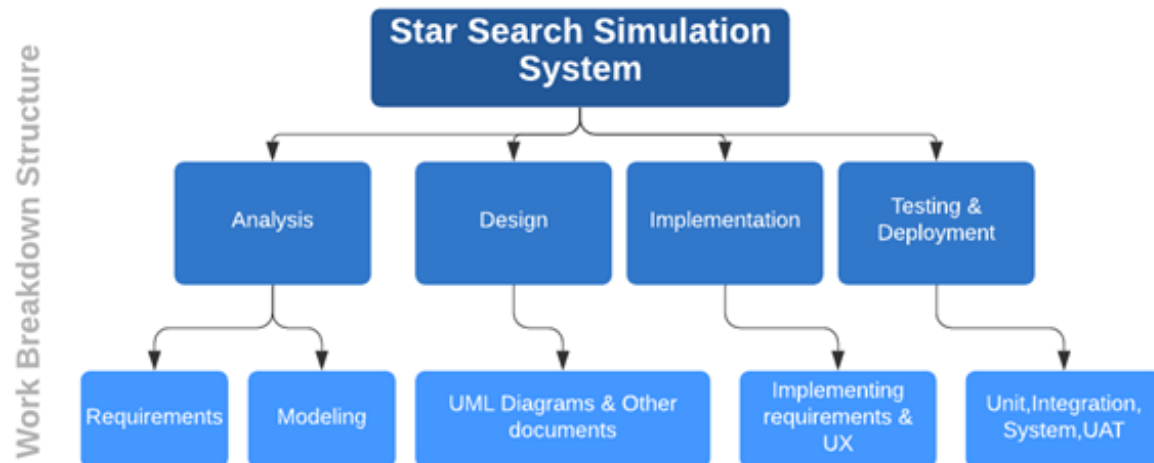 Work Breakdown Structure
Star Search Simulation
System
Analysis
Design
Implementation
Testing &
Deployment
Requirements
Modeling
UML Diagrams & Other
documents
Implementing
requirements &
UX
Unit,Integration,
System,UAT